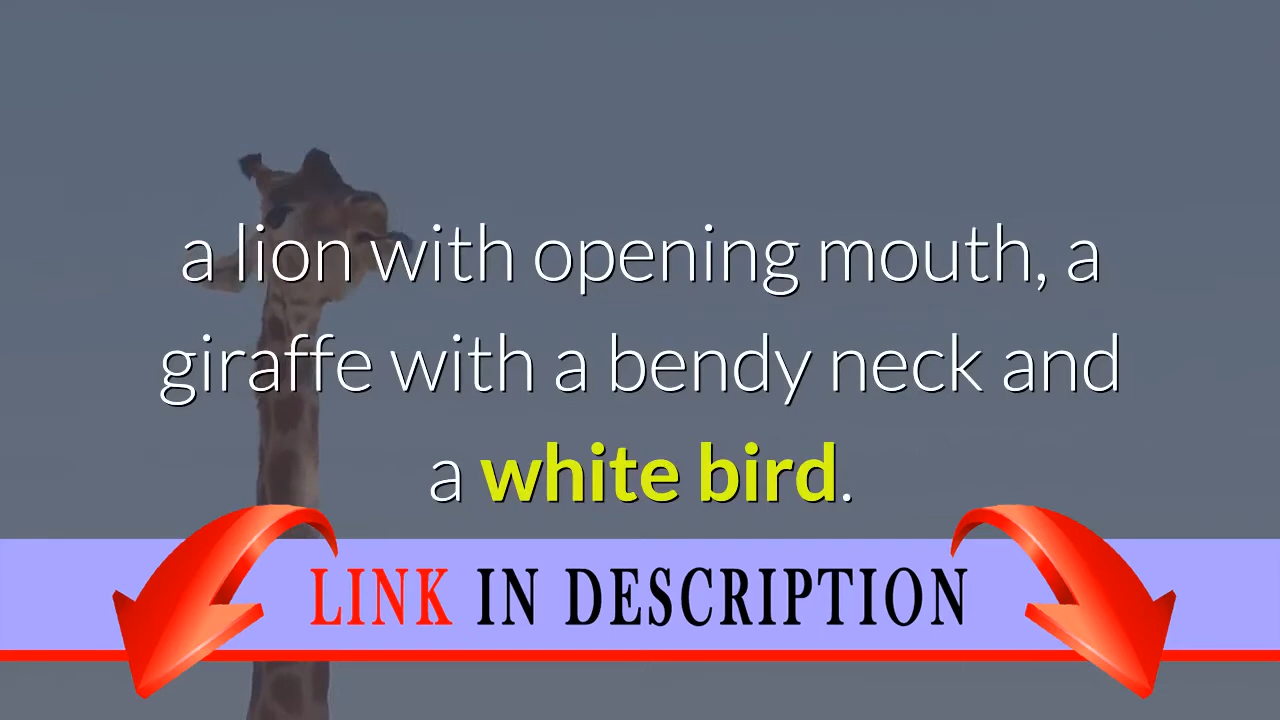 a lion with opening mouth, a
giraffe with a bendy neck and
a white bird.
LINK IN DESCRIPTION